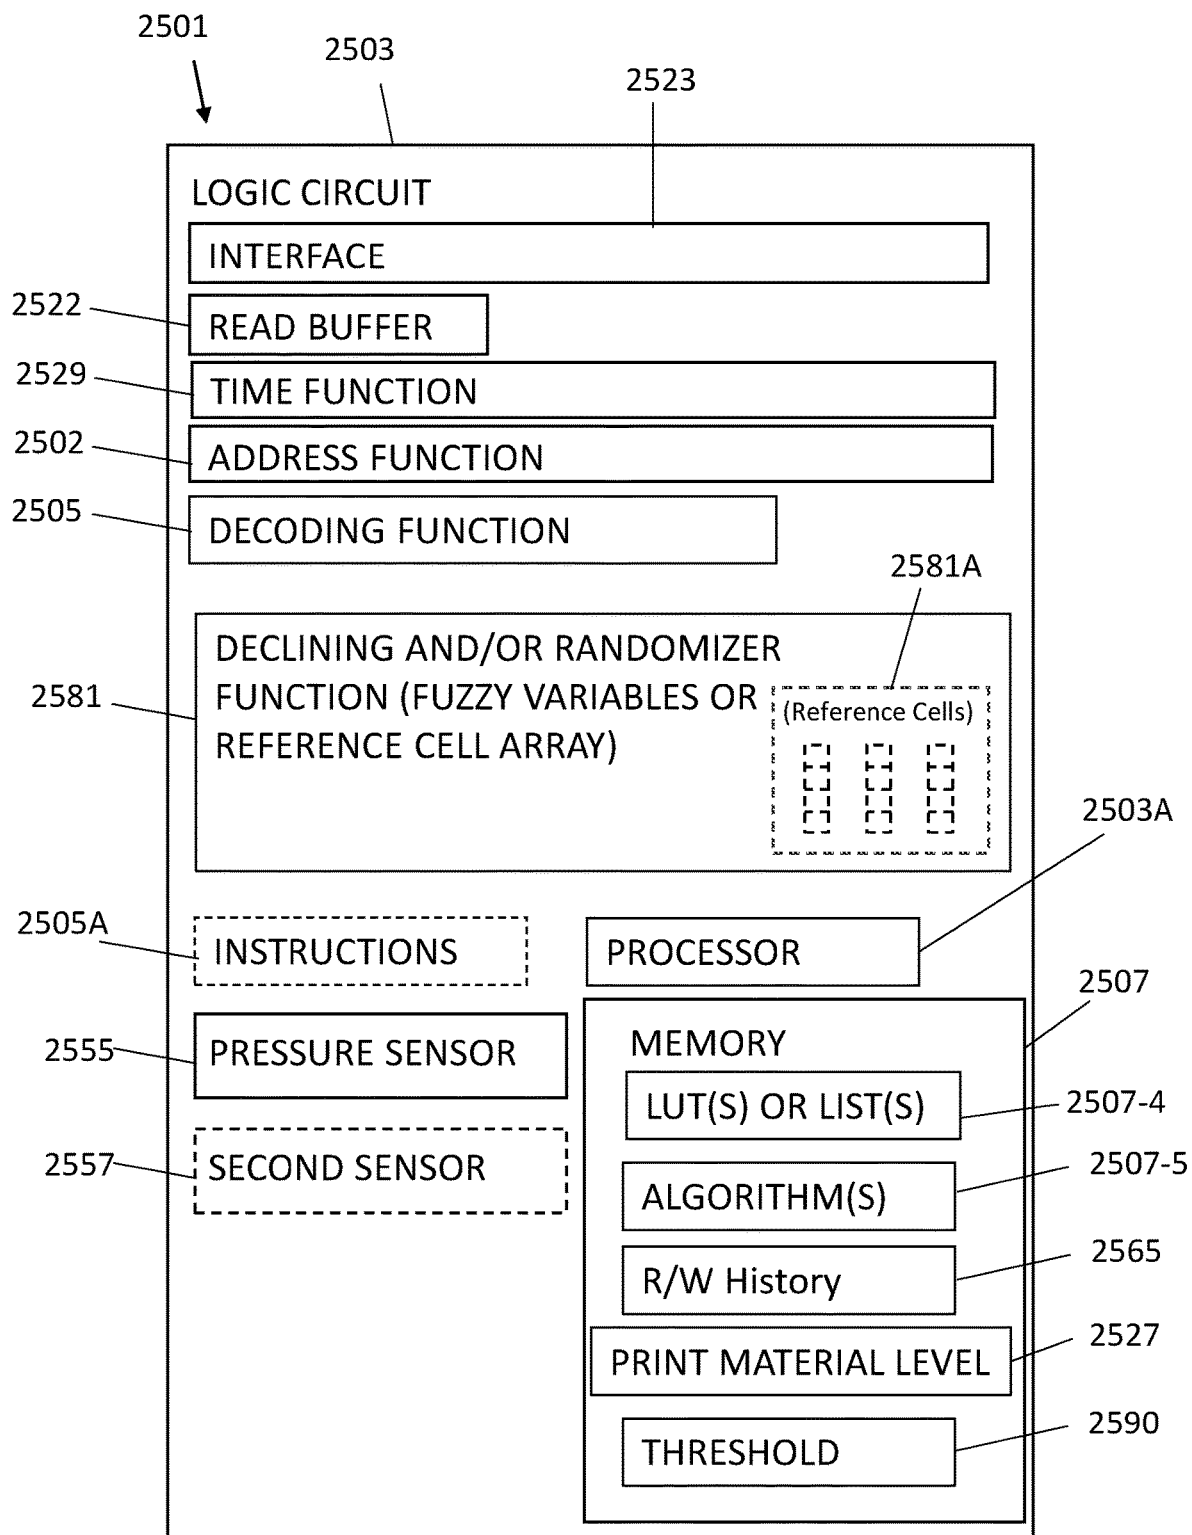 2501
2503
2523
LOGIC CIRCUIT
INTERFACE
2522
READ BUFFER
2529
TIME FUNCTION
2502
ADDRESS FUNCTION
2505
DECODING FUNCTION
2581A
DECLINING AND/OR RANDOMIZER
FUNCTION (FUZZY VARIABLES OR
REFERENCE CELL ARRAY)
2581
(Reference Cells)
2503A
2505A
INSTRUCTIONS
PROCESSOR
2507
2555
PRESSURE SENSOR
MEMORY
LUT(S) OR LIST(S)
2507-4
2557
SECOND SENSOR
ALGORITHM(S)
2507-5
R/W History
2565
PRINT MATERIAL LEVEL
2527
THRESHOLD
2590